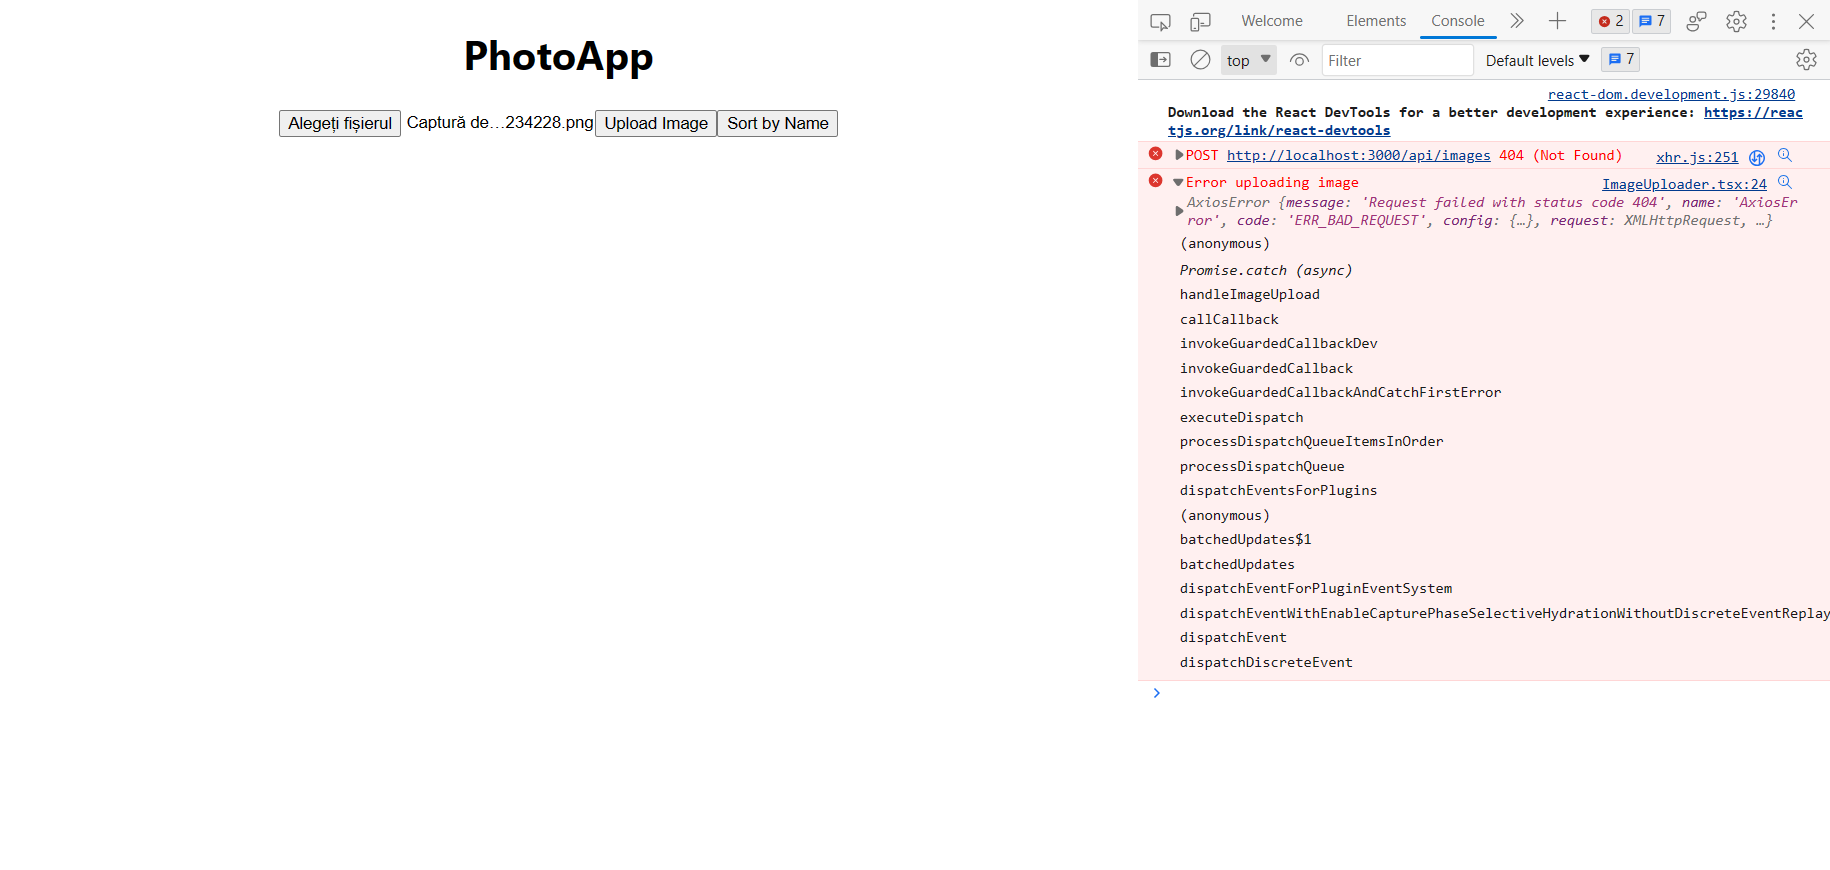 PhotoApp
Alegeți fișierul Captură de...234228.png Upload Image Sort by Name
Welcome Elements Console 2 7
top Filter Default levels 7
react-dom.development.js:29840
Download the React DevTools for a better development experience: https://reac
tjs.org/link/react-devtools
POST http://localhost:3000/api/images 404 (Not Found) xhr.js:251
Error uploading image ImageUploader.tsx:24
AxiosError {message: 'Request failed with status code 404', name: 'AxiosEr
ror', code: 'ERR_BAD_REQUEST', config: {…}, request: XMLHttpRequest, …}
(anonymous)
Promise.catch (async)
handleImageUpload
callCallback
invokeGuardedCallbackDev
invokeGuardedCallback
invokeGuardedCallbackAndCatchFirstError
executeDispatch
processDispatchQueueItemsInOrder
processDispatchQueue
dispatchEventsForPlugins
(anonymous)
batchedUpdates$1
batchedUpdates
dispatchEventForPluginEventSystem
dispatchEventWithEnableCapturePhaseSelectiveHydrationWithoutDiscreteEventReplay
dispatchEvent
dispatchDiscreteEvent